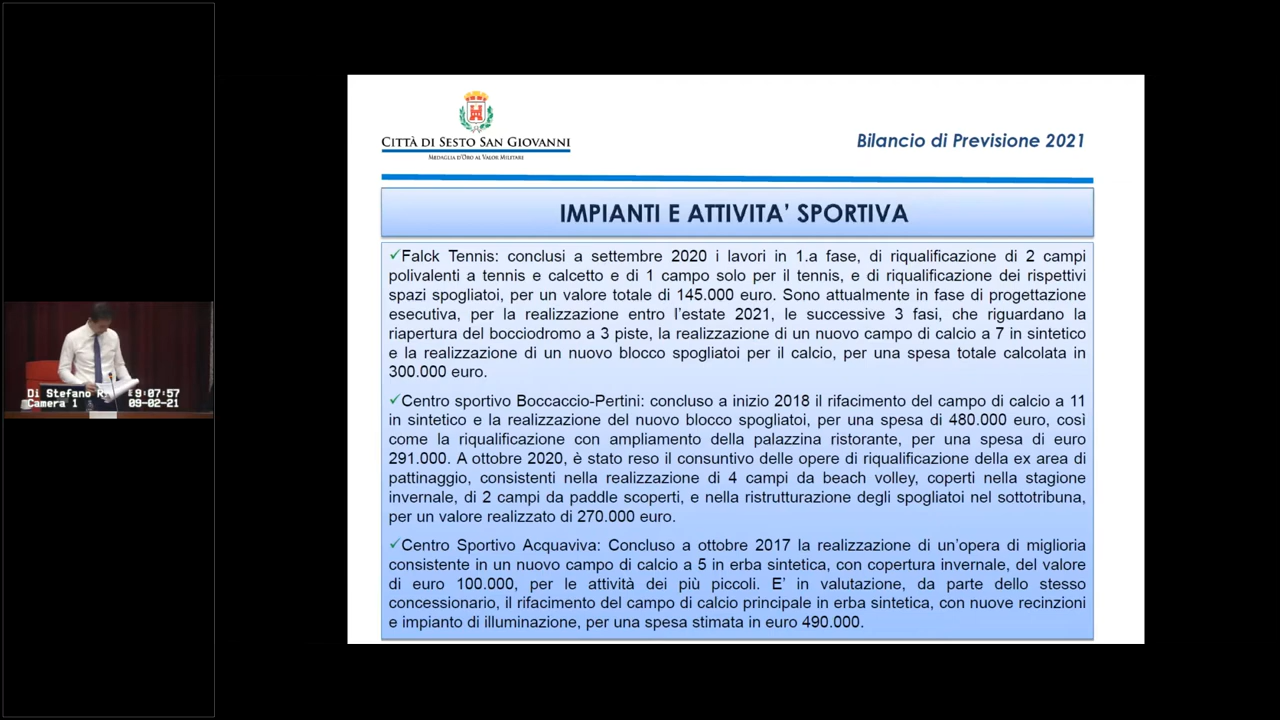 CITTÀ DI SESTO SAN GIOVANNI
MEDAGLIA D'ORO AL VALOR MILITARE
Bilancio di Previsione 2021
IMPIANTI E ATTIVITA' SPORTIVA
✓Falck Tennis: conclusi a settembre 2020 i lavori in 1.a fase, di riqualificazione di 2 campi
polivalenti a tennis e calcetto e di 1 campo solo per il tennis, e di riqualificazione dei rispettivi
spazi spogliatoi, per un valore totale di 145.000 euro. Sono attualmente in fase di progettazione
esecutiva, per la realizzazione entro l'estate 2021, le successive 3 fasi, che riguardano la
riapertura del bocciodromo a 3 piste, la realizzazione di un nuovo campo di calcio a 7 in sintetico
e la realizzazione di un nuovo blocco spogliatoi per il calcio, per una spesa totale calcolata in
300.000 euro.
✓Centro sportivo Boccaccio-Pertini: concluso a inizio 2018 il rifacimento del campo di calcio a 11
in sintetico e la realizzazione del nuovo blocco spogliatoi, per una spesa di 480.000 euro, così
come la riqualificazione con ampliamento della palazzina ristorante, per una spesa di euro
291.000. A ottobre 2020, è stato reso il consuntivo delle opere di riqualificazione della ex area di
pattinaggio, consistenti nella realizzazione di 4 campi da beach volley, coperti nella stagione
invernale, di 2 campi da paddle scoperti, e nella ristrutturazione degli spogliatoi nel sottotribuna,
per un valore realizzato di 270.000 euro.
✓Centro Sportivo Acquaviva: Concluso a ottobre 2017 la realizzazione di un'opera di miglioria
consistente in un nuovo campo di calcio a 5 in erba sintetica, con copertura invernale, del valore
di euro 100.000, per le attività dei più piccoli. E' in valutazione, da parte dello stesso
concessionario, il rifacimento del campo di calcio principale in erba sintetica, con nuove recinzioni
e impianto di illuminazione, per una spesa stimata in euro 490.000.
Di Stefano R 9:07:57
Camera 1 09-02-21